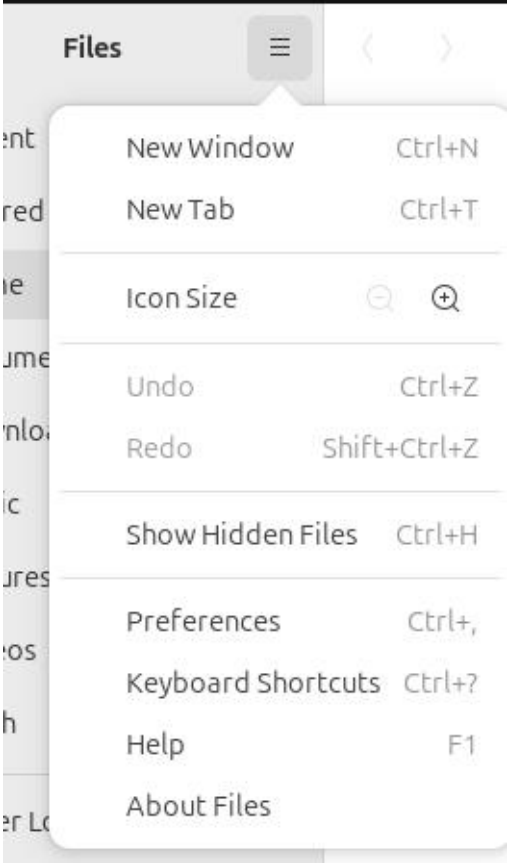 Files
New Window Ctrl+N
New Tab Ctrl+T
Icon Size
Undo Ctrl+Z
Redo Shift+Ctrl+Z
Show Hidden Files Ctrl+H
Preferences Ctrl+,
Keyboard Shortcuts Ctrl+?
Help F1
About Files